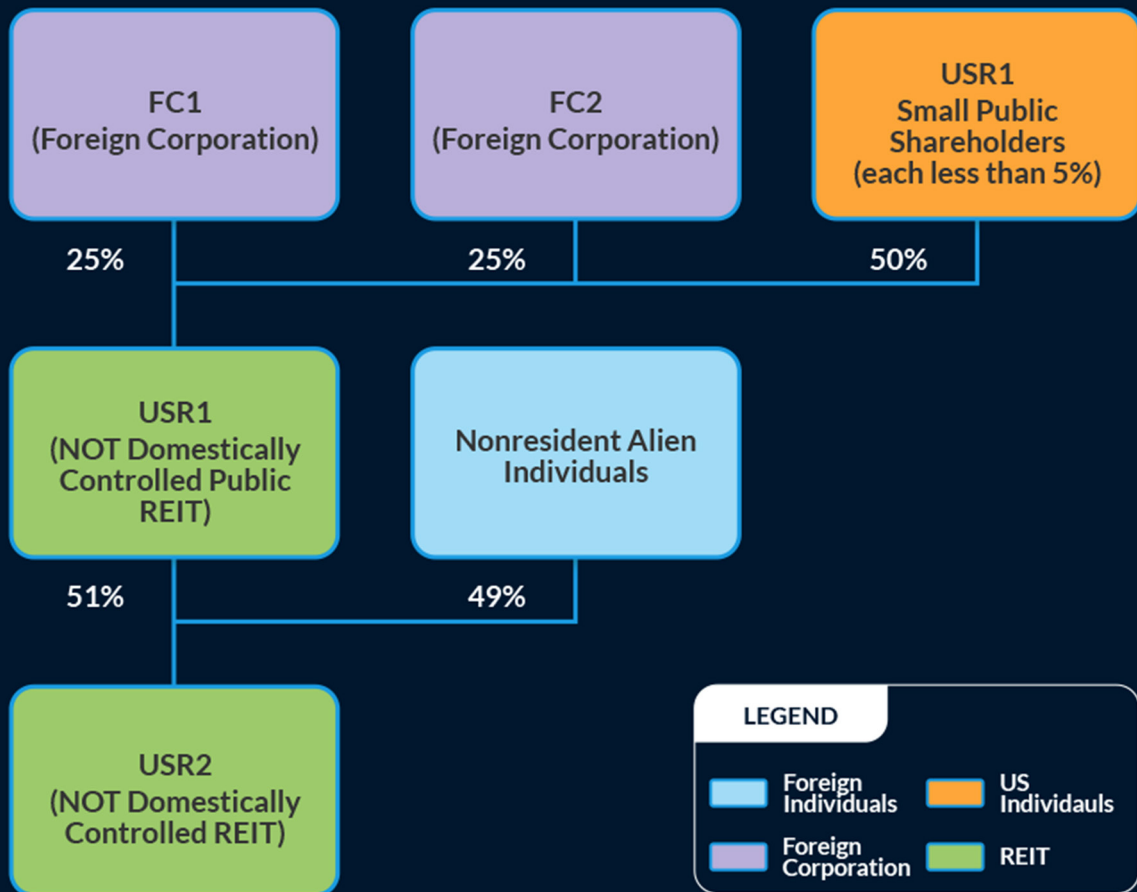 FC1
(Foreign Corporation)
FC2
(Foreign Corporation)
USR1
Small Public
Shareholders
(each less than 5%)
25%
25%
50%
USR1
(NOT Domestically
Controlled Public
REIT)
Nonresident Alien
Individuals
51%
49%
USR2
(NOT Domestically
Controlled REIT)
LEGEND
Foreign
Individuals
US
Individauls
Foreign
Corporation
REIT